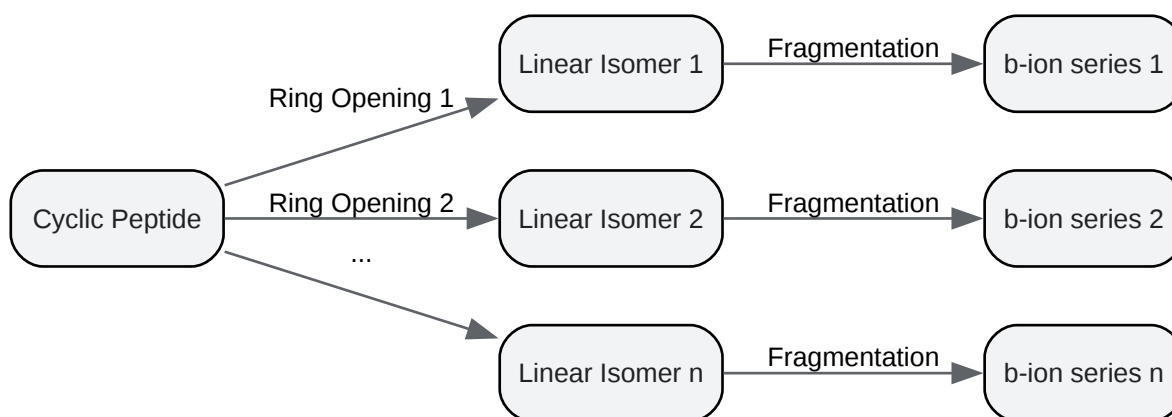 Linear Isomer 1
Fragmentation
b-ion series 1
Ring Opening 1
Cyclic Peptide
Ring Opening 2
Linear Isomer 2
Fragmentation
b-ion series 2
...
Linear Isomer n
Fragmentation
b-ion series n